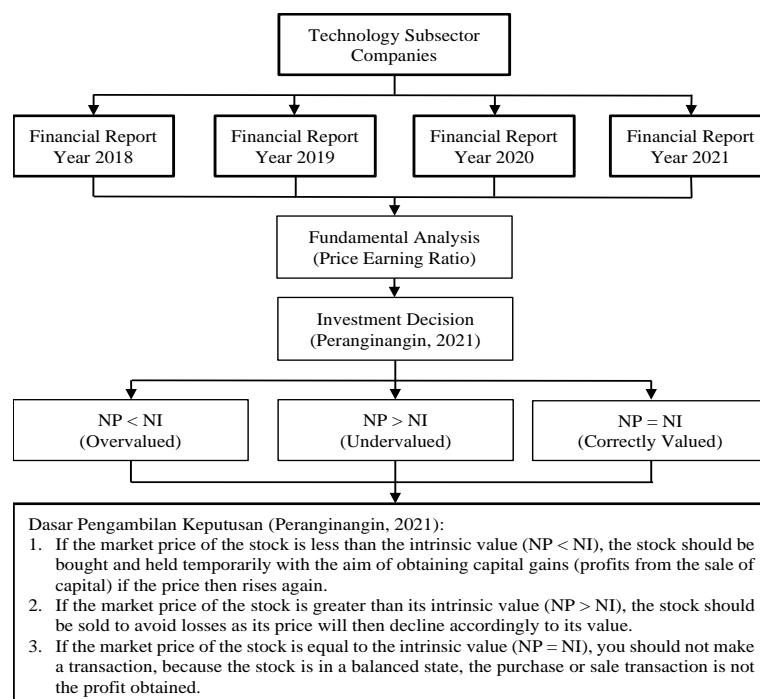 Technology Subsector
Companies
Financial Report
Year 2018
Financial Report
Year 2019
Financial Report
Year 2020
Financial Report
Year 2021
Fundamental Analysis
(Price Earning Ratio)
Investment Decision
(Peranginangin, 2021)
NP < NI
(Overvalued)
NP > NI
(Undervalued)
NP = NI
(Correctly Valued)
Dasar Pengambilan Keputusan (Peranginangin, 2021):
1. If the market price of the stock is less than the intrinsic value (NP < NI), the stock should be
bought and held temporarily with the aim of obtaining capital gains (profits from the sale of
capital) if the price then rises again.
2. If the market price of the stock is greater than its intrinsic value (NP > NI), the stock should
be sold to avoid losses as its price will then decline accordingly to its value.
3. If the market price of the stock is equal to the intrinsic value (NP = NI), you should not make
a transaction, because the stock is in a balanced state, the purchase or sale transaction is not
the profit obtained.